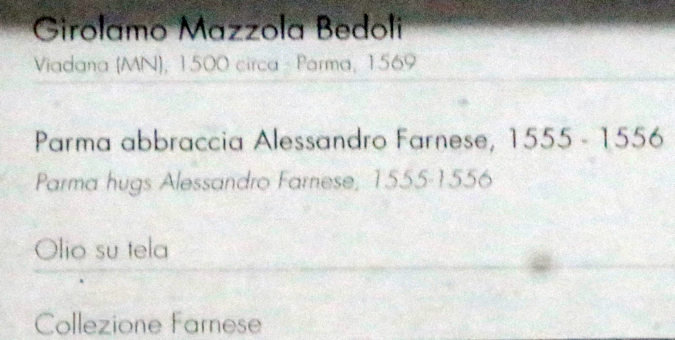 Girolamo Mazzola Bedoli
Viadana (MN), 1500 circa - Parma, 1569
Parma abbraccia Alessandro Farnese, 1555 - 1556
Parma hugs Alessandro Farnese, 1555-1556
Olio su tela
Collezione Farnese